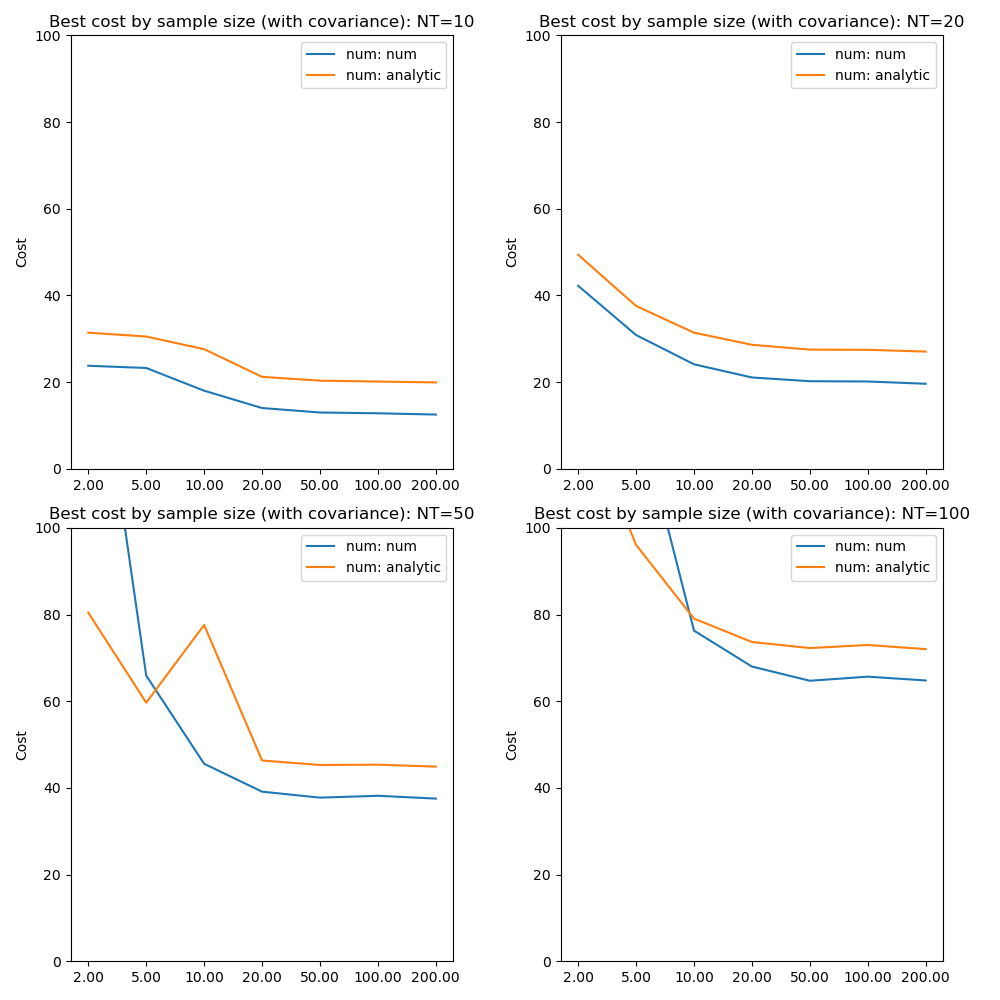 Best cost by sample size (with covariance): NT=10
100
80
60
40
20
0
Cost
num: num
num: analytic
2.00 5.00 10.00 20.00 50.00 100.00 200.00
Best cost by sample size (with covariance): NT=20
100
80
60
40
20
0
Cost
num: num
num: analytic
2.00 5.00 10.00 20.00 50.00 100.00 200.00
Best cost by sample size (with covariance): NT=50
100
80
60
40
20
0
Cost
num: num
num: analytic
2.00 5.00 10.00 20.00 50.00 100.00 200.00
Best cost by sample size (with covariance): NT=100
100
80
60
40
20
0
Cost
num: num
num: analytic
2.00 5.00 10.00 20.00 50.00 100.00 200.00